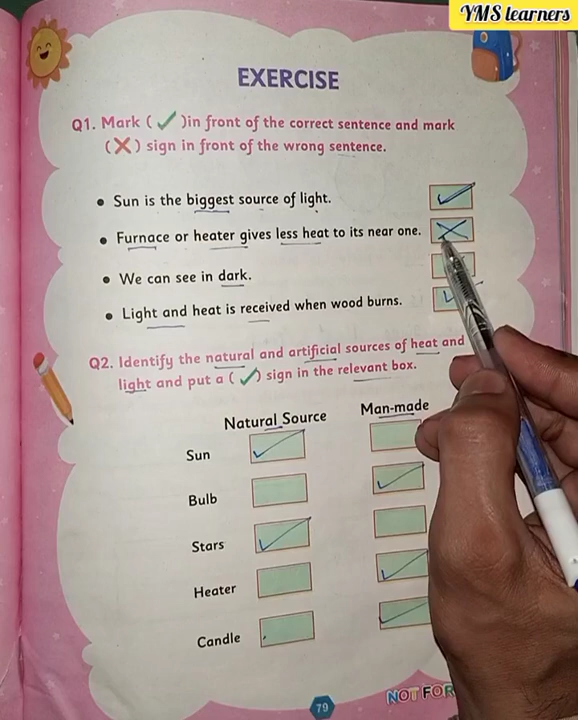 YMS learners
EXERCISE
Q1. Mark ( ✓ )in front of the correct sentence and mark
(X) sign in front of the wrong sentence.
• Sun is the biggest source of light.
• Furnace or heater gives less heat to its near one.
• We can see in dark.
• Light and heat is received when wood burns.
Q2. Identify the natural and artificial sources of heat and
light and put a ( ✓ ) sign in the relevant box.
Natural Source Man-made
Sun
Bulb
Stars
Heater
Candle
79
NOT FOR